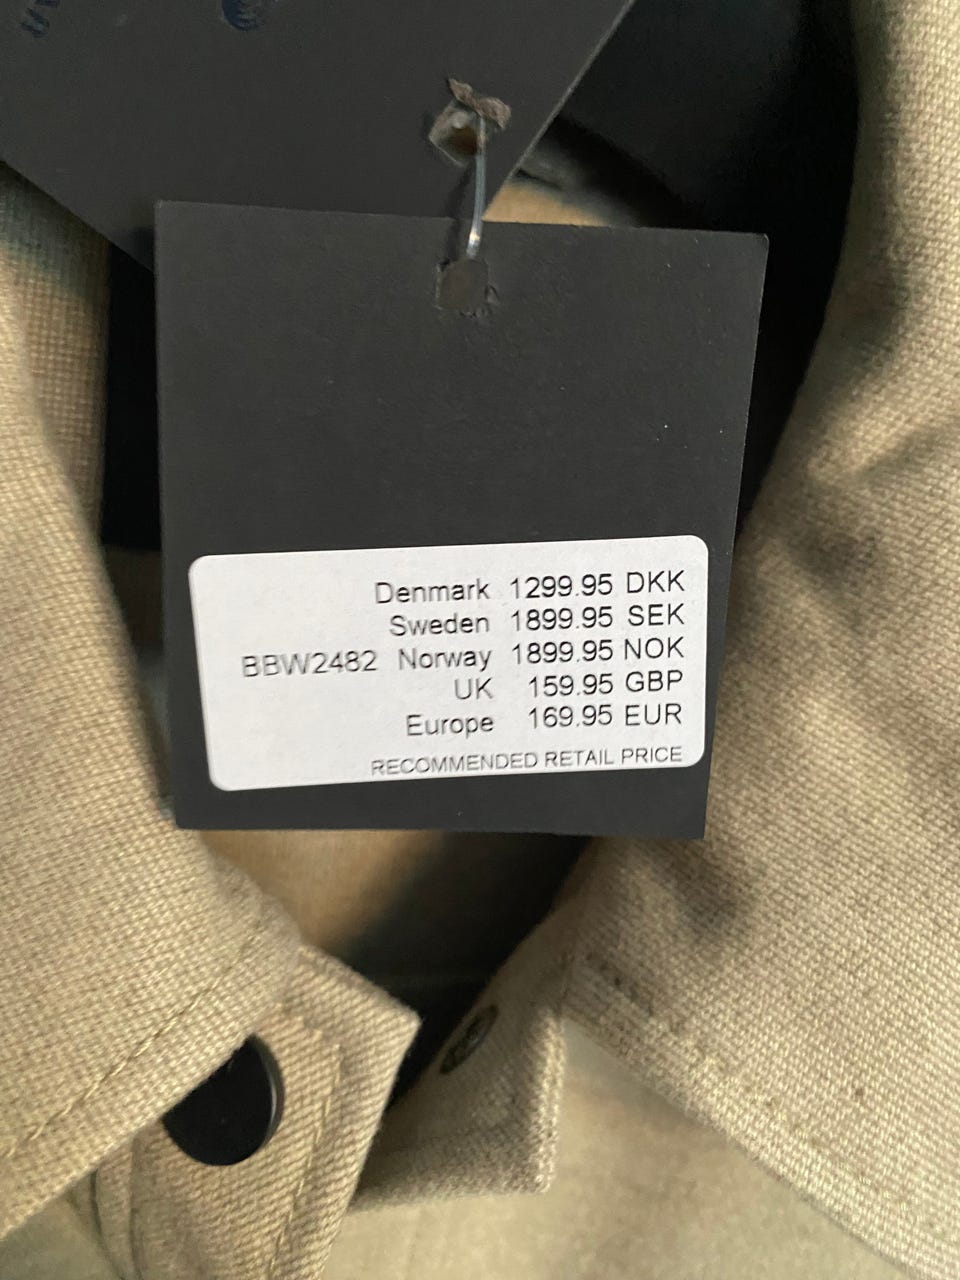 Denmark 1299.95 DKK
Sweden 1899.95 SEK
BBW2482 Norway 1899.95 NOK
UK 159.95 GBP
Europe 169.95 EUR
RECOMMENDED RETAIL PRICE